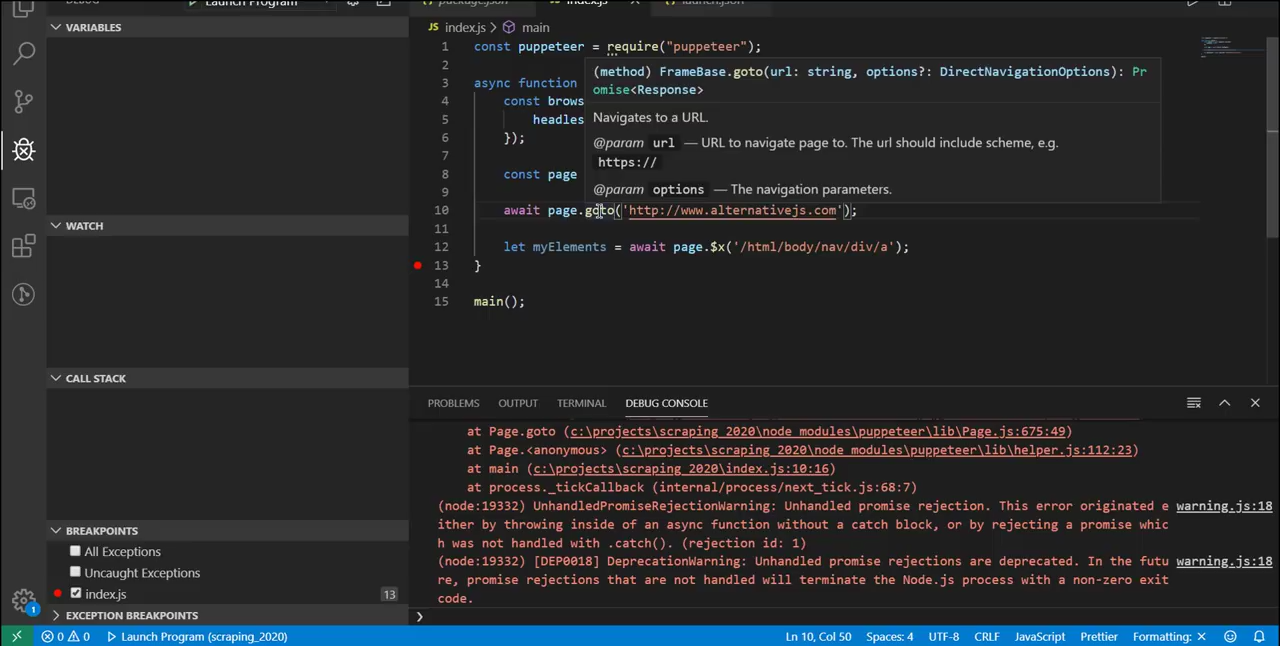 DEBUG
Launch Program
package.json
index.js
launch.json
VARIABLES
WATCH
CALL STACK
BREAKPOINTS
All Exceptions
Uncaught Exceptions
index.js
13
EXCEPTION BREAKPOINTS
JS index.js > main
1 const puppeteer = require("puppeteer");
2
3 async function
4 const brows
5 headles
6 });
7
8 const page
9
10 await page.goto('http://www.alternativejs.com');
11
12 let myElements = await page.$x('/html/body/nav/div/a');
13 }
14
15 main();
(method) FrameBase.goto(url: string, options?: DirectNavigationOptions): Pr
omise<Response>
Navigates to a URL.
@param url — URL to navigate page to. The url should include scheme, e.g.
https://
@param options — The navigation parameters.
PROBLEMS OUTPUT TERMINAL DEBUG CONSOLE
at Page.goto (c:\projects\scraping_2020\node_modules\puppeteer\lib\Page.js:675:49)
at Page.<anonymous> (c:\projects\scraping_2020\node_modules\puppeteer\lib\helper.js:112:23)
at main (c:\projects\scraping_2020\index.js:10:16)
at process._tickCallback (internal/process/next_tick.js:68:7)
(node:19332) UnhandledPromiseRejectionWarning: Unhandled promise rejection. This error originated e warning.js:18
ither by throwing inside of an async function without a catch block, or by rejecting a promise whic
h was not handled with .catch(). (rejection id: 1)
(node:19332) [DEP0018] DeprecationWarning: Unhandled promise rejections are deprecated. In the futu warning.js:18
re, promise rejections that are not handled will terminate the Node.js process with a non-zero exit
code.
1
0 0 Launch Program (scraping_2020) Ln 10, Col 50 Spaces: 4 UTF-8 CRLF JavaScript Prettier Formatting: ×